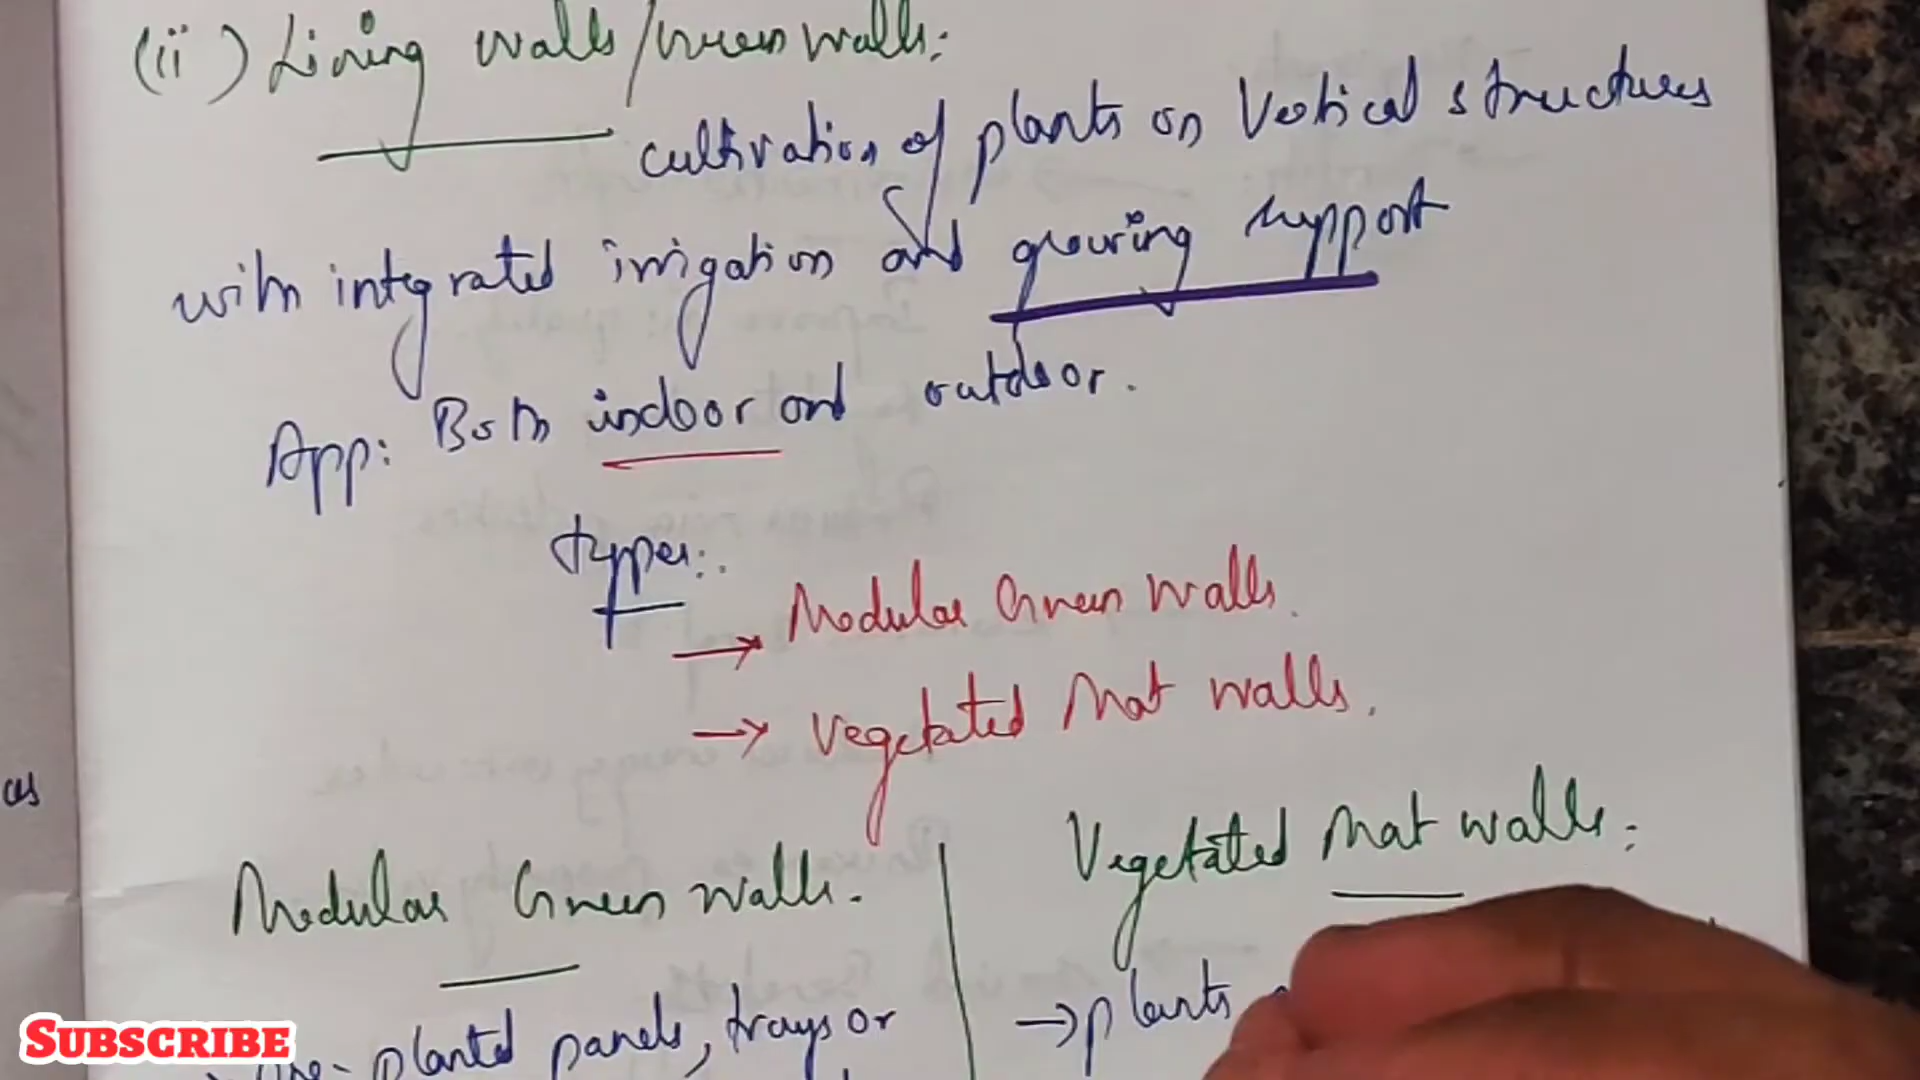 (ii) Living walls/Green walls:
cultivation of plants on Vertical structures
with integrated irrigation and growing support
App: Both indoor and outdoor.
types:
→ Modular Green walls.
→ Vegetated Mat walls.
Vegetated Mat walls:
Modular Green walls.
→ plants
pre-planted panels, trays or
as
SUBSCRIBE